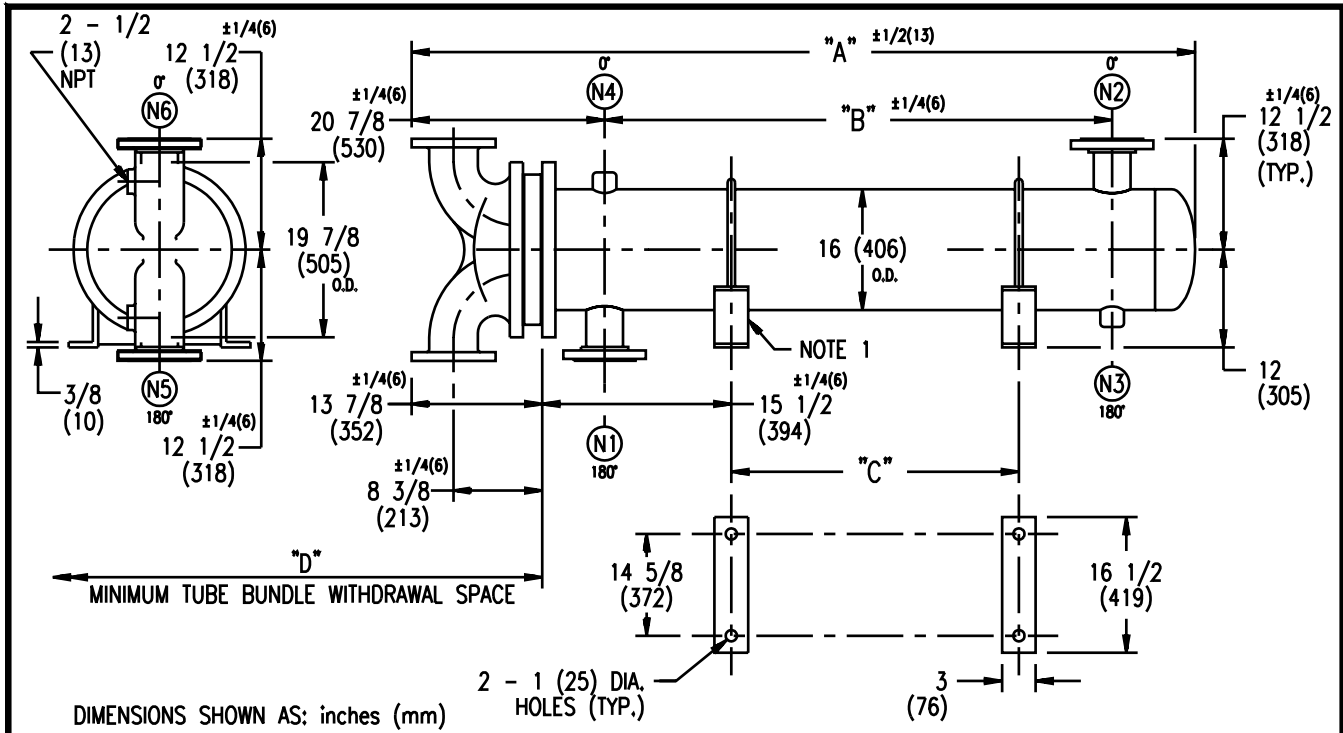 2 - 1/2
(13)
NPT
±1/4(6)
12 1/2
(318)
0°
N6
19 7/8
(505)
O.D.
3/8
(10)
N5
180°
±1/4(6)
12 1/2
(318)
"A" ±1/2(13)
±1/4(6)
20 7/8
(530)
0°
N4
"B" ±1/4(6)
0°
N2
±1/4(6)
12 1/2
(318)
(TYP.)
16 (406)
O.D.
NOTE 1
12
(305)
N3
180°
±1/4(6)
13 7/8
(352)
±1/4(6)
15 1/2
(394)
N1
180°
±1/4(6)
8 3/8
(213)
"C"
"D"
MINIMUM TUBE BUNDLE WITHDRAWAL SPACE
14 5/8
(372)
16 1/2
(419)
2 - 1 (25) DIA.
HOLES (TYP.)
3
(76)
DIMENSIONS SHOWN AS: inches (mm)